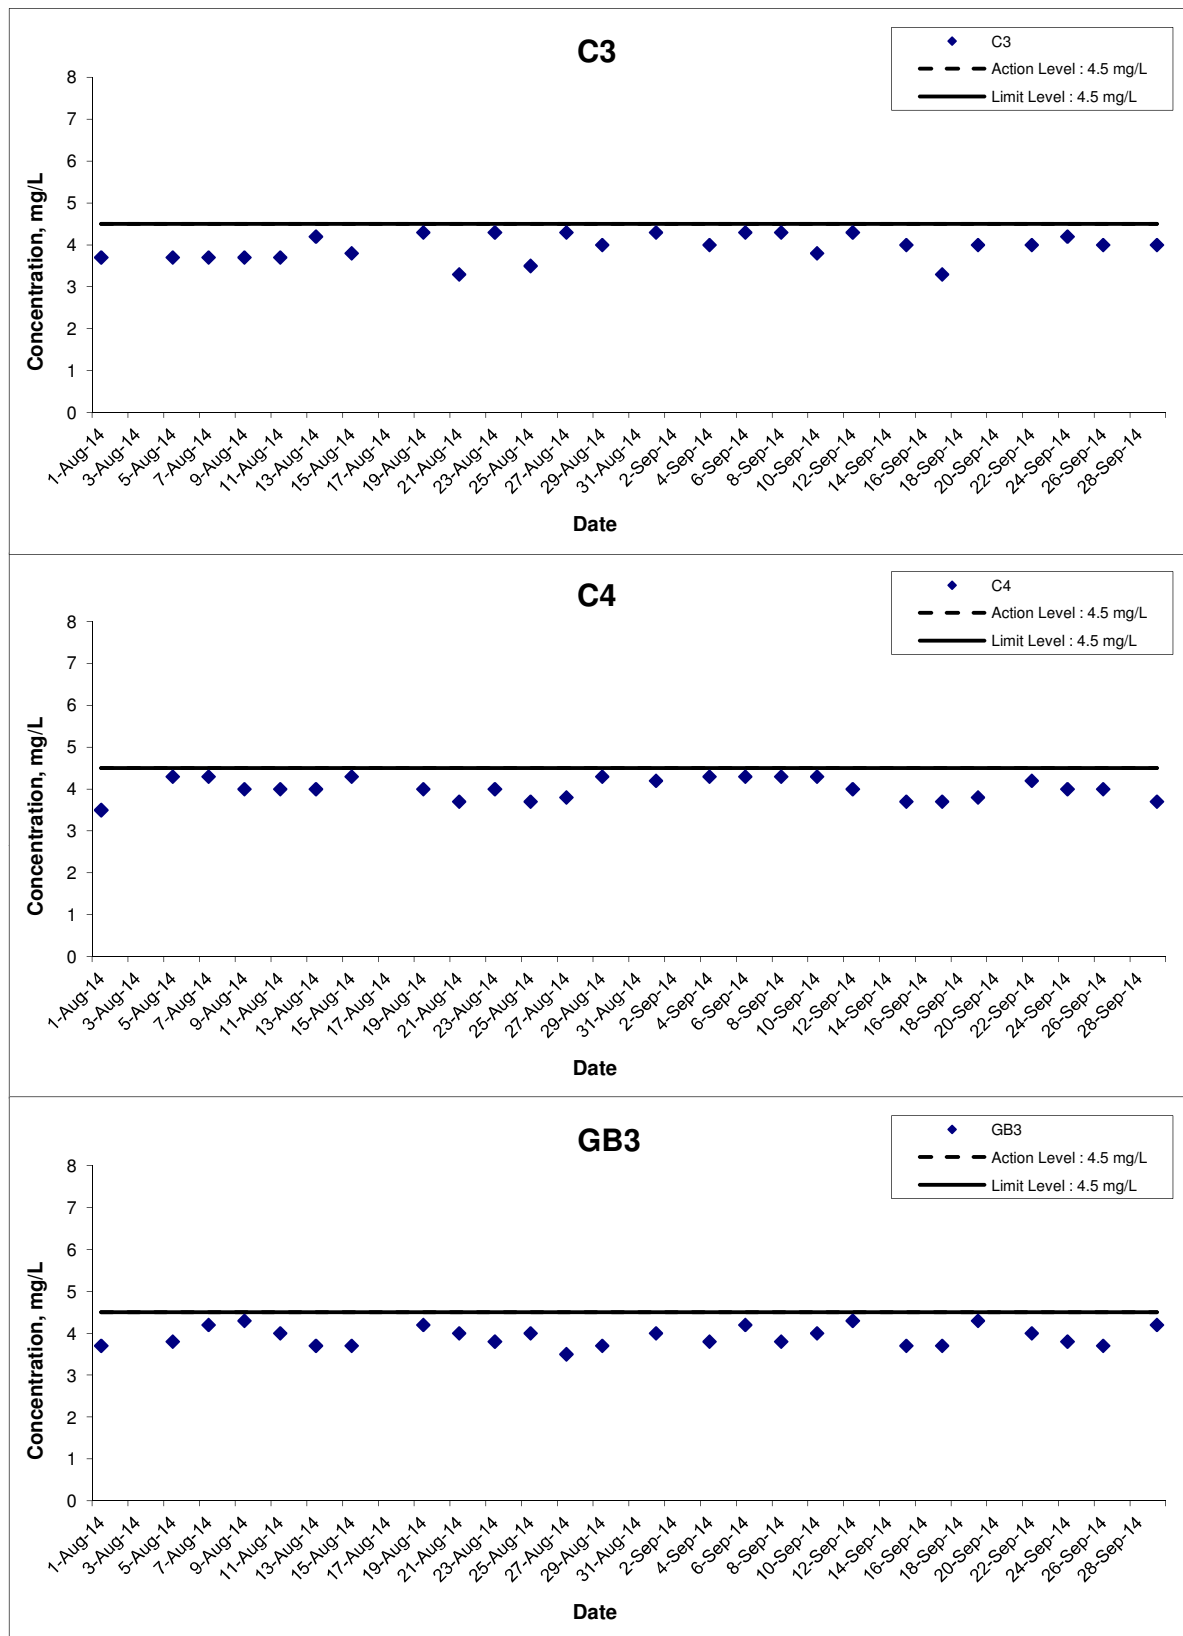 C3
C3
Action Level : 4.5 mg/L
Limit Level : 4.5 mg/L
Concentration, mg/L
8
7
6
5
4
3
2
1
0
1-Aug-14
3-Aug-14
5-Aug-14
7-Aug-14
9-Aug-14
11-Aug-14
13-Aug-14
15-Aug-14
17-Aug-14
19-Aug-14
21-Aug-14
23-Aug-14
25-Aug-14
27-Aug-14
29-Aug-14
31-Aug-14
2-Sep-14
4-Sep-14
6-Sep-14
8-Sep-14
10-Sep-14
12-Sep-14
14-Sep-14
16-Sep-14
18-Sep-14
20-Sep-14
22-Sep-14
24-Sep-14
26-Sep-14
28-Sep-14
Date
C4
C4
Action Level : 4.5 mg/L
Limit Level : 4.5 mg/L
Concentration, mg/L
8
7
6
5
4
3
2
1
0
1-Aug-14
3-Aug-14
5-Aug-14
7-Aug-14
9-Aug-14
11-Aug-14
13-Aug-14
15-Aug-14
17-Aug-14
19-Aug-14
21-Aug-14
23-Aug-14
25-Aug-14
27-Aug-14
29-Aug-14
31-Aug-14
2-Sep-14
4-Sep-14
6-Sep-14
8-Sep-14
10-Sep-14
12-Sep-14
14-Sep-14
16-Sep-14
18-Sep-14
20-Sep-14
22-Sep-14
24-Sep-14
26-Sep-14
28-Sep-14
Date
GB3
GB3
Action Level : 4.5 mg/L
Limit Level : 4.5 mg/L
Concentration, mg/L
8
7
6
5
4
3
2
1
0
1-Aug-14
3-Aug-14
5-Aug-14
7-Aug-14
9-Aug-14
11-Aug-14
13-Aug-14
15-Aug-14
17-Aug-14
19-Aug-14
21-Aug-14
23-Aug-14
25-Aug-14
27-Aug-14
29-Aug-14
31-Aug-14
2-Sep-14
4-Sep-14
6-Sep-14
8-Sep-14
10-Sep-14
12-Sep-14
14-Sep-14
16-Sep-14
18-Sep-14
20-Sep-14
22-Sep-14
24-Sep-14
26-Sep-14
28-Sep-14
Date